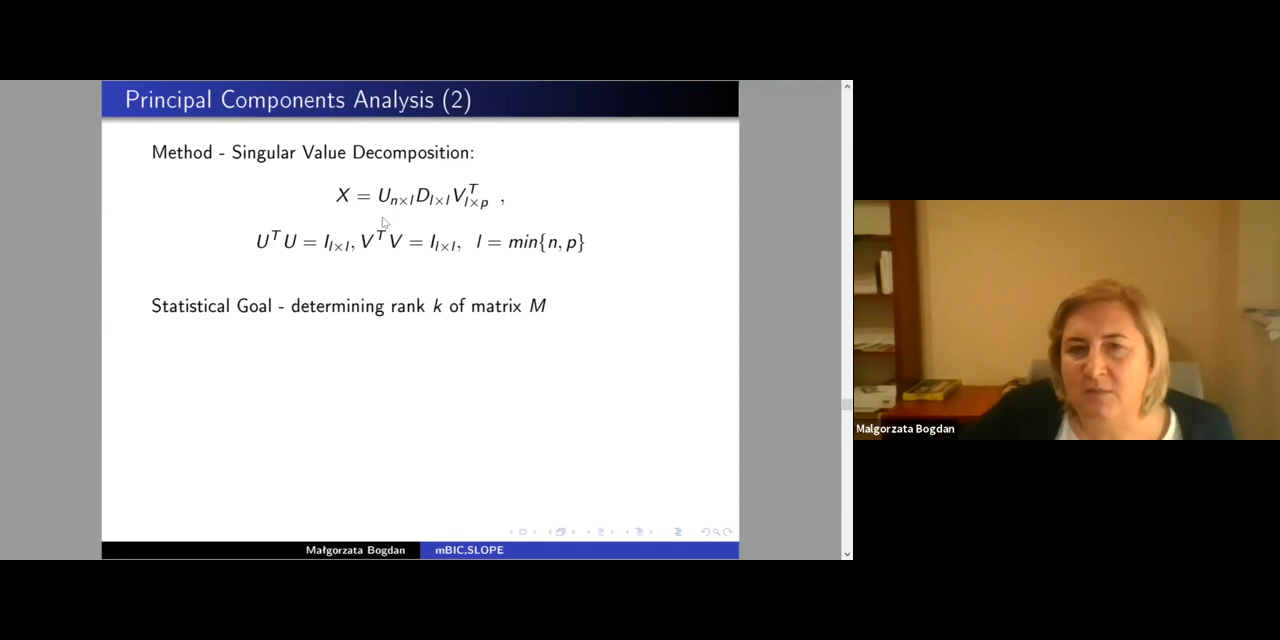 Principal Components Analysis (2)
Method - Singular Value Decomposition:
X = U_{n×l} D_{l×l} V^T_{l×p} ,
U^T U = I_{l×l}, V^T V = I_{l×l}, l = min{n, p}
Statistical Goal - determining rank k of matrix M
Małgorzata Bogdan mBIC,SLOPE
Malgorzata Bogdan